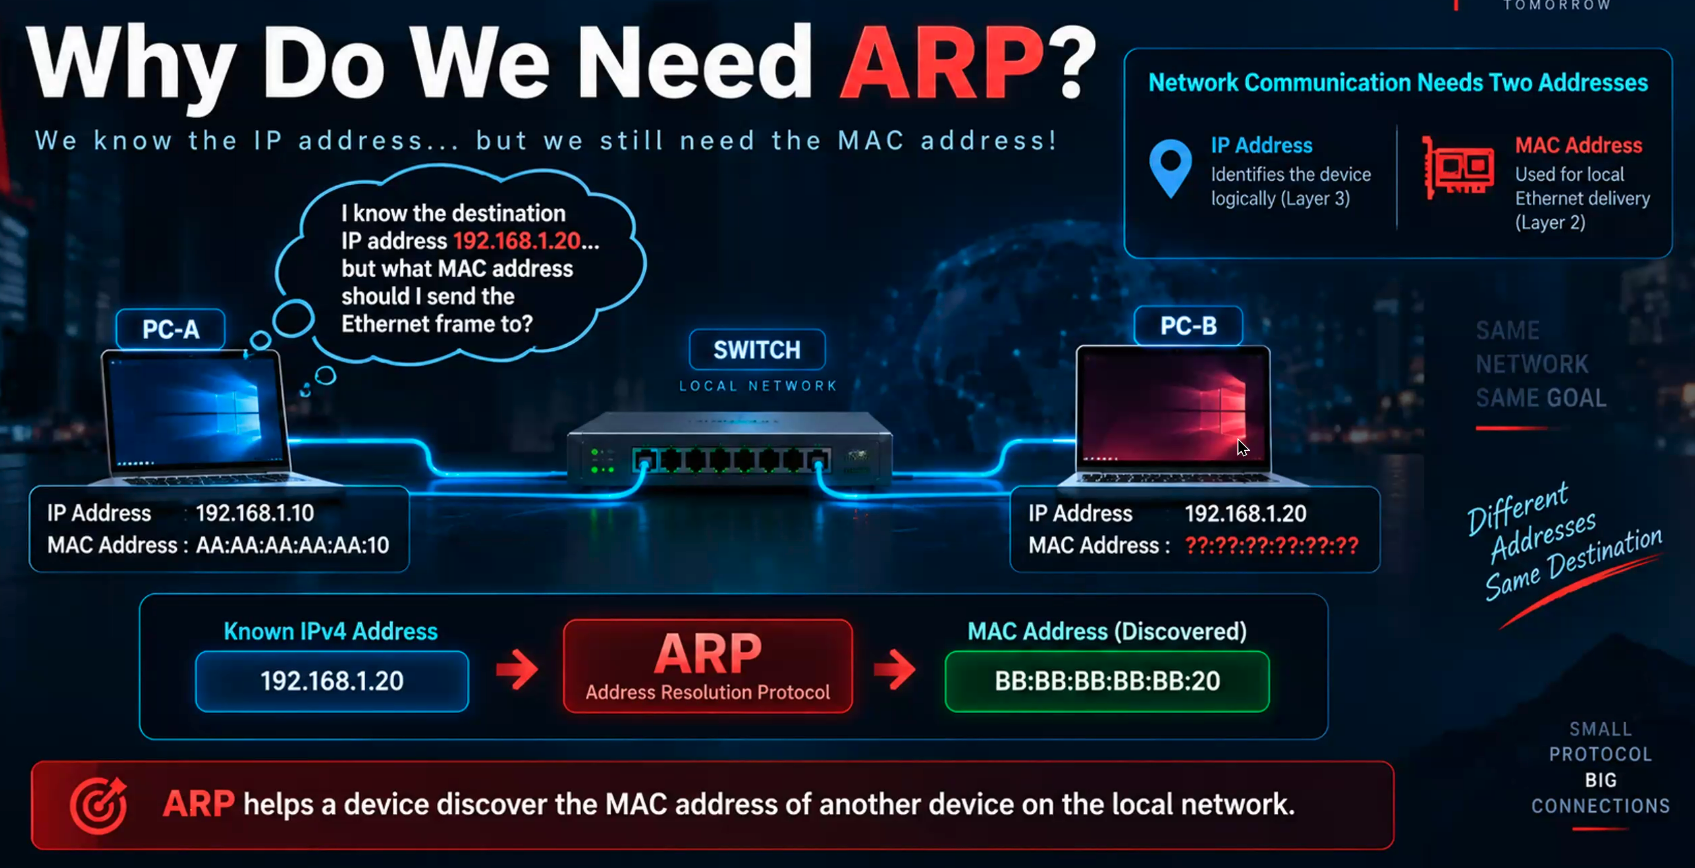 TOMORROW
Why Do We Need ARP?
We know the IP address... but we still need the MAC address!
Network Communication Needs Two Addresses
IP Address
Identifies the device
logically (Layer 3)
MAC Address
Used for local
Ethernet delivery
(Layer 2)
I know the destination
IP address 192.168.1.20...
but what MAC address
should I send the
Ethernet frame to?
PC-A
SWITCH
LOCAL NETWORK
PC-B
IP Address : 192.168.1.10
MAC Address : AA:AA:AA:AA:AA:10
IP Address 192.168.1.20
MAC Address : ??:??:??:??:??:??
SAME
NETWORK
SAME GOAL
Different
Addresses
Same Destination
Known IPv4 Address
192.168.1.20
ARP
Address Resolution Protocol
MAC Address (Discovered)
BB:BB:BB:BB:BB:20
ARP helps a device discover the MAC address of another device on the local network.
SMALL
PROTOCOL
BIG
CONNECTIONS